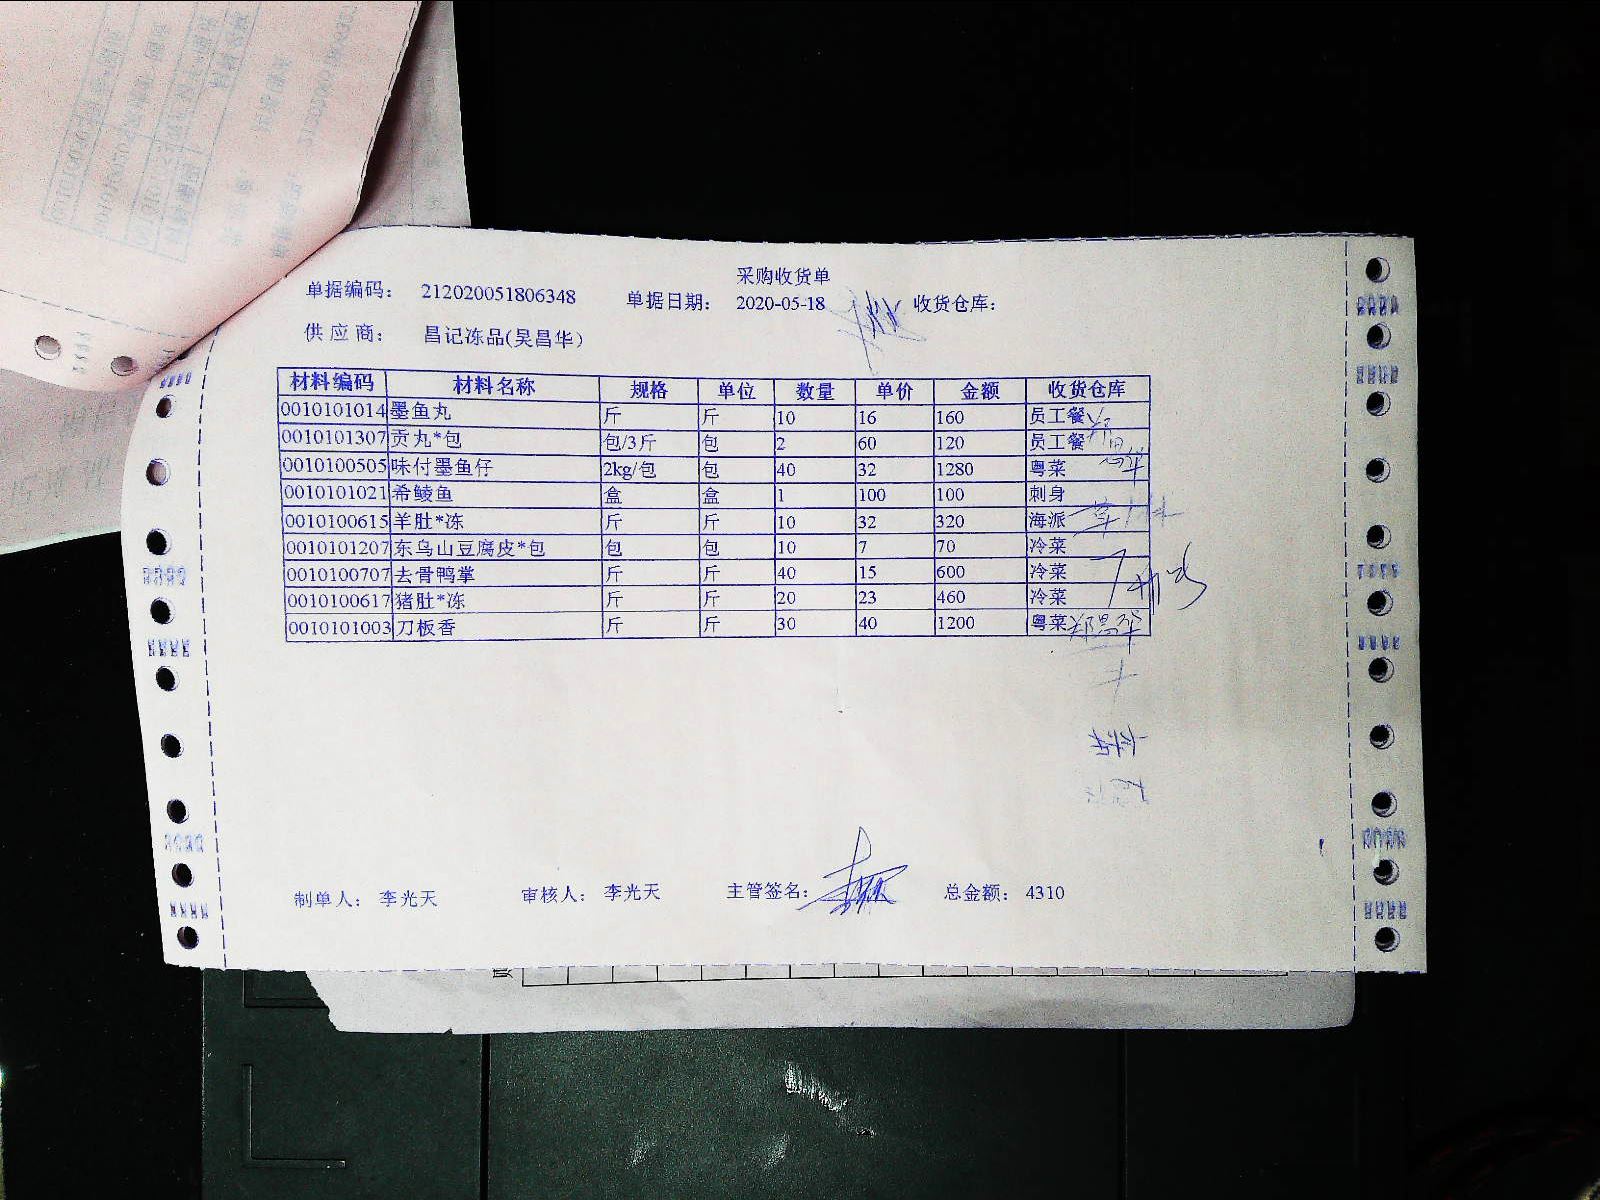 采购收货单
单据编码: 212020051806348 单据日期: 2020-05-18 收货仓库:
供应商: 昌记冻品(吴昌华)
材料编码 材料名称 规格 单位 数量 单价 金额 收货仓库
0010101014 墨鱼丸 斤 斤 10 16 160 员工餐
0010101307 贡丸*包 包/3斤 包 2 60 120 员工餐
0010100505 味付墨鱼仔 2kg/包 包 40 32 1280 粤菜
0010101021 希鲮鱼 盒 盒 1 100 100 刺身
0010100615 羊肚*冻 斤 斤 10 32 320 海派
0010101207 东乌山豆腐皮*包 包 包 10 7 70 冷菜
0010100707 去骨鸭掌 斤 斤 40 15 600 冷菜
0010100617 猪肚*冻 斤 斤 20 23 460 冷菜
0010101003 刀板香 斤 斤 30 40 1200 粤菜
制单人: 李光天 审核人: 李光天 主管签名: 总金额: 4310